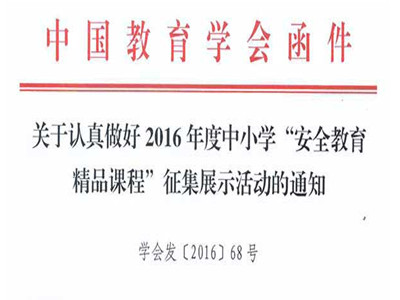 中国教育学会函件
关于认真做好 2016 年度中小学“安全教育
精品课程”征集展示活动的通知
学会发〔2016〕68 号